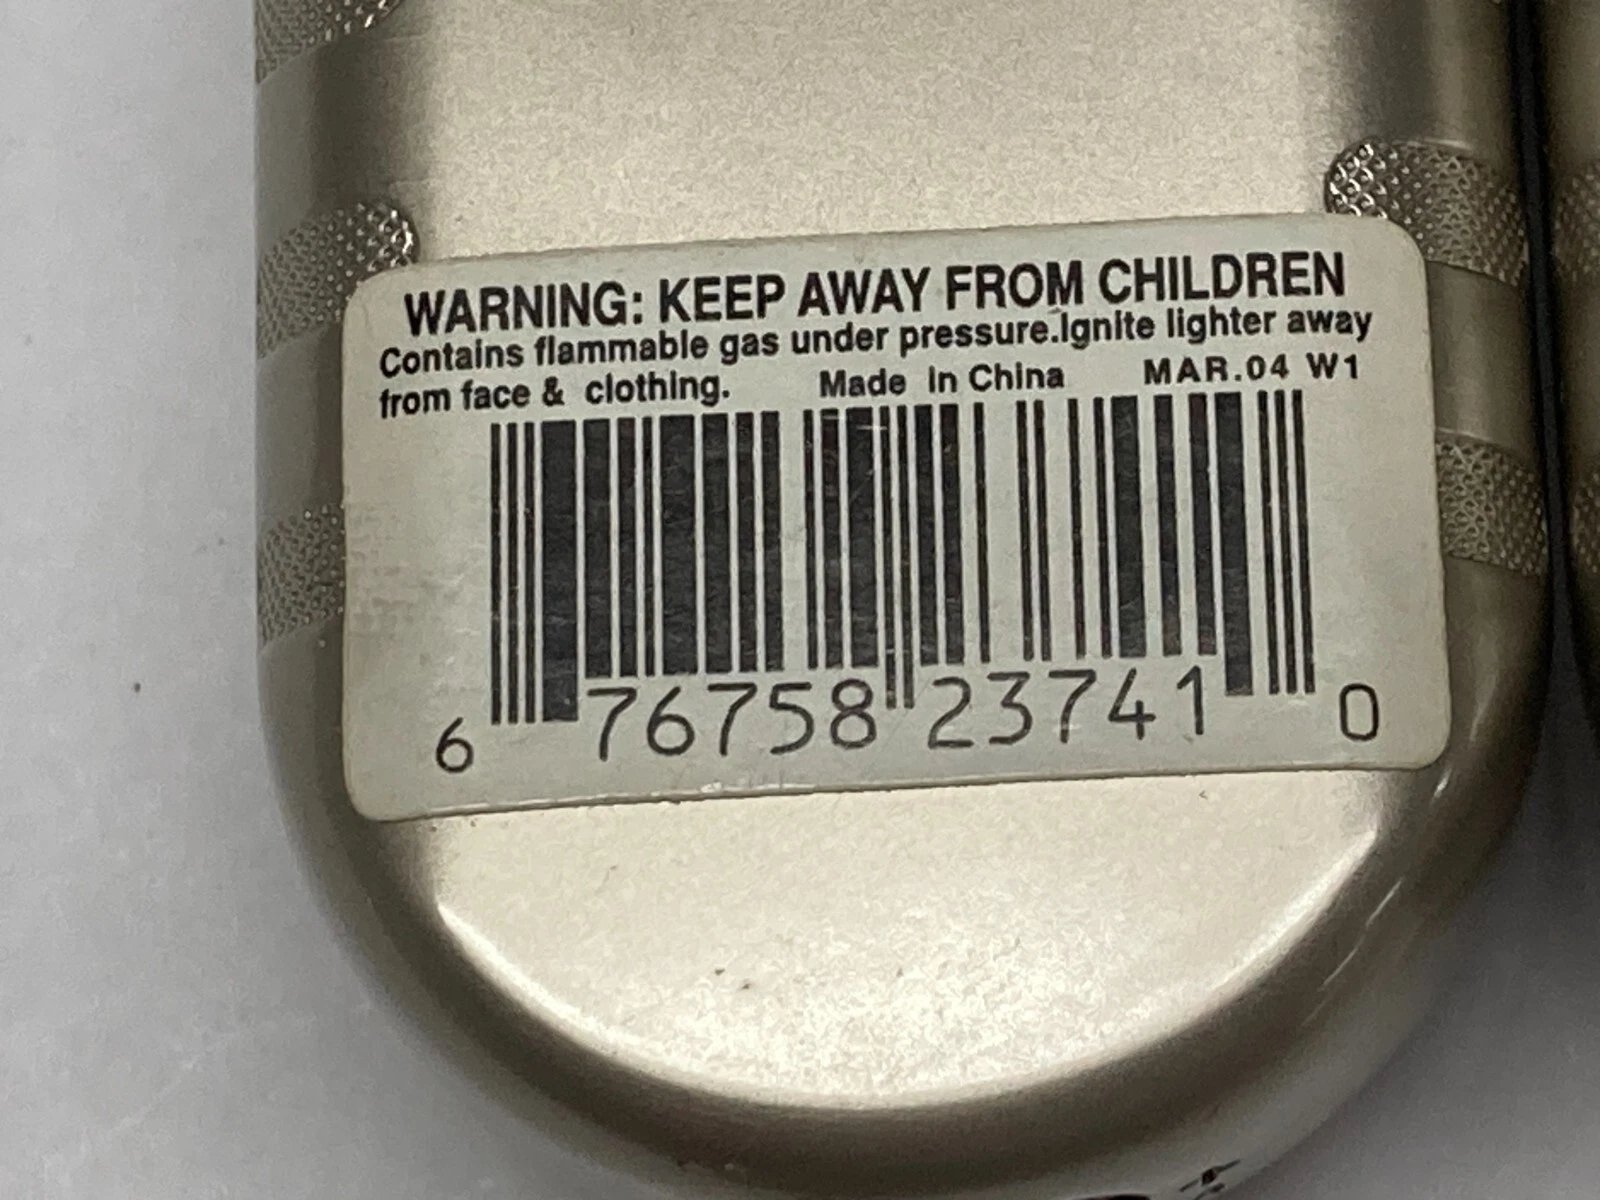 WARNING: KEEP AWAY FROM CHILDREN
Contains flammable gas under pressure.Ignite lighter away
from face & clothing. Made in China MAR.04 W1
6 76758 23741 0